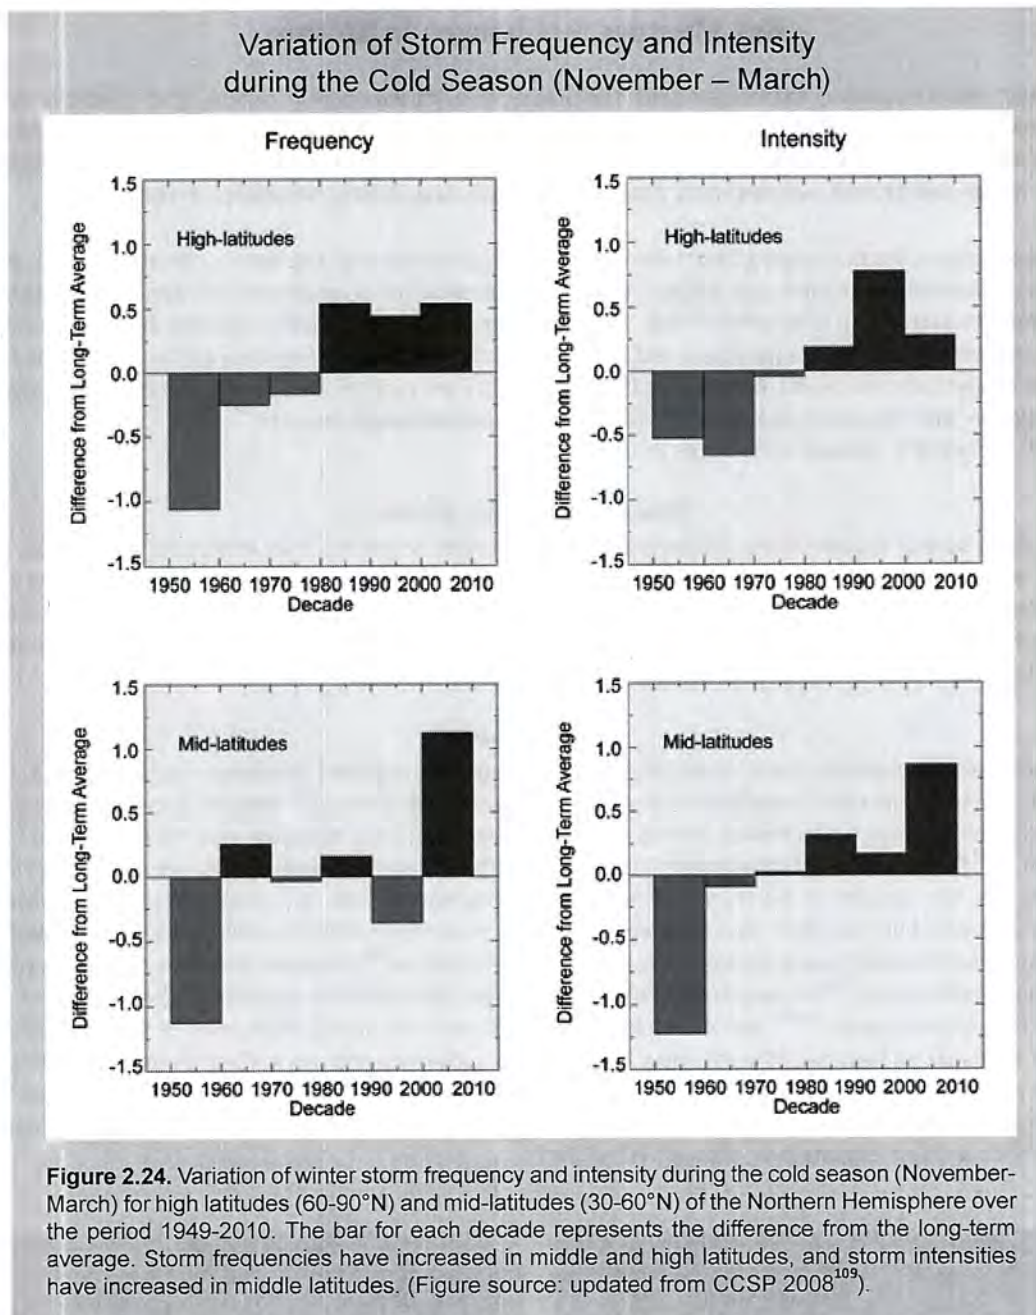 Variation of Storm Frequency and Intensity
during the Cold Season (November – March)
Frequency
1.5
1.0
0.5
0.0
-0.5
-1.0
-1.5
Difference from Long-Term Average
High-latitudes
1950 1960 1970 1980 1990 2000 2010
Decade
Intensity
1.5
1.0
0.5
0.0
-0.5
-1.0
-1.5
Difference from Long-Term Average
High-latitudes
1950 1960 1970 1980 1990 2000 2010
Decade
1.5
1.0
0.5
0.0
-0.5
-1.0
-1.5
Difference from Long-Term Average
Mid-latitudes
1950 1960 1970 1980 1990 2000 2010
Decade
1.5
1.0
0.5
0.0
-0.5
-1.0
-1.5
Difference from Long-Term Average
Mid-latitudes
1950 1960 1970 1980 1990 2000 2010
Decade
Figure 2.24. Variation of winter storm frequency and intensity during the cold season (November-
March) for high latitudes (60-90°N) and mid-latitudes (30-60°N) of the Northern Hemisphere over
the period 1949-2010. The bar for each decade represents the difference from the long-term
average. Storm frequencies have increased in middle and high latitudes, and storm intensities
have increased in middle latitudes. (Figure source: updated from CCSP 2008¹⁰⁹).